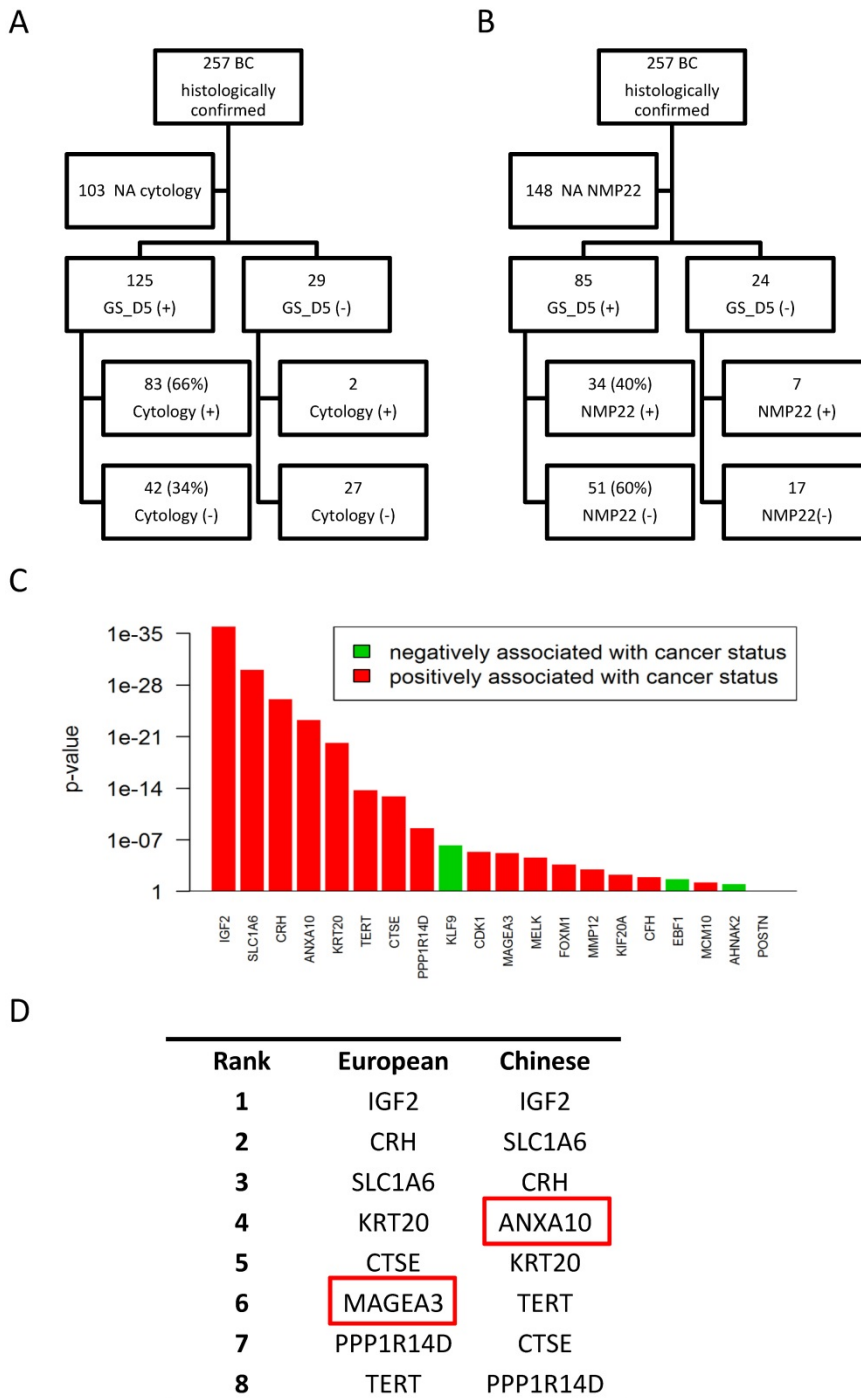 A
257 BC
histologically
confirmed
103 NA cytology
125
GS_D5 (+)
29
GS_D5 (-)
83 (66%)
Cytology (+)
2
Cytology (+)
42 (34%)
Cytology (-)
27
Cytology (-)
B
257 BC
histologically
confirmed
148 NA NMP22
85
GS_D5 (+)
24
GS_D5 (-)
34 (40%)
NMP22 (+)
7
NMP22 (+)
51 (60%)
NMP22 (-)
17
NMP22(-)
C
p-value
1e-35
1e-28
1e-21
1e-14
1e-07
1
negatively associated with cancer status
positively associated with cancer status
IGF2
SLC1A6
CRH
ANXA10
KRT20
TERT
CTSE
PPP1R14D
KLF9
CDK1
MAGEA3
MELK
FOXM1
MMP12
KIF20A
CFH
EBF1
MCM10
AHNAK2
POSTN
D
Rank European Chinese
1 IGF2 IGF2
2 CRH SLC1A6
3 SLC1A6 CRH
4 KRT20 ANXA10
5 CTSE KRT20
6 MAGEA3 TERT
7 PPP1R14D CTSE
8 TERT PPP1R14D